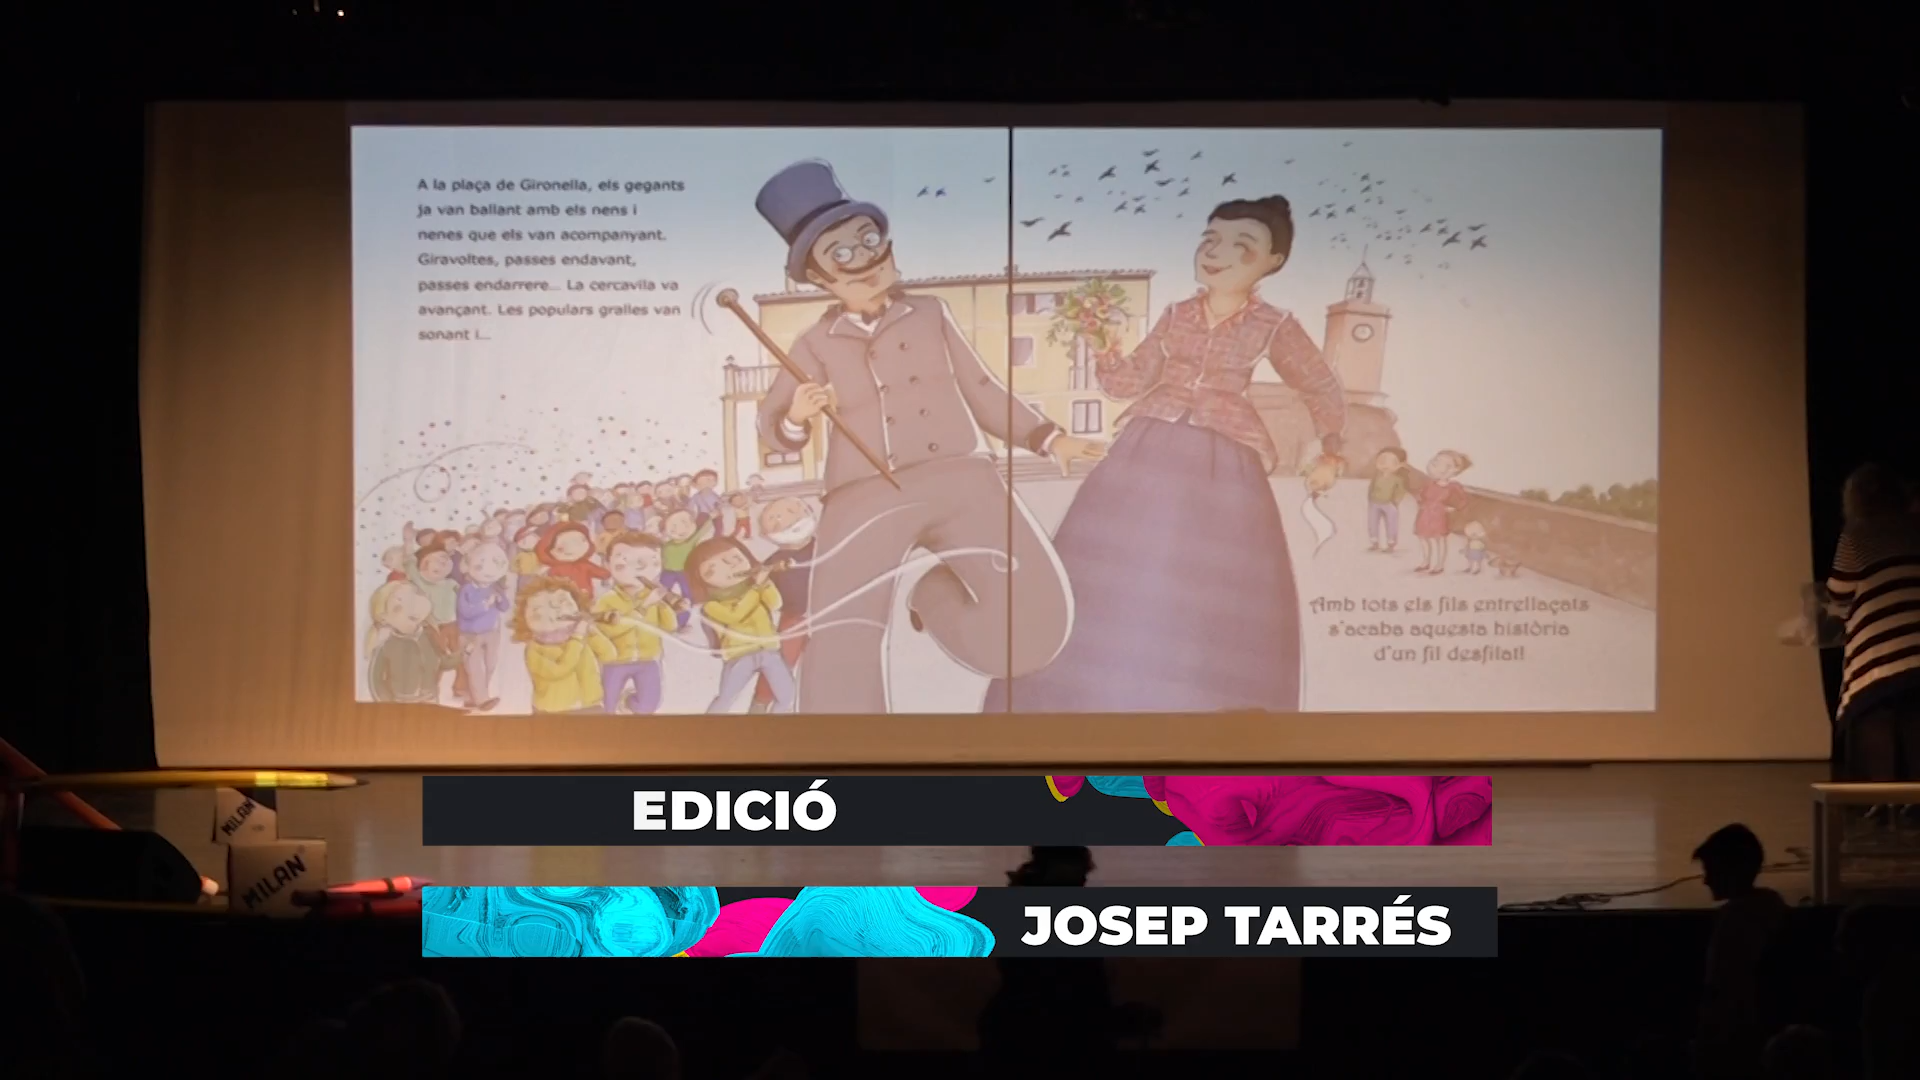 A la plaça de Gironella, els gegants
ja van ballant amb els nens i
nenes que els van acompanyant.
Giravoltes, passes endavant,
passes endarrere... La cercavila va
avançant. Les populars gralles van
sonant i...
Amb tots els fils entrellaçats
s'acaba aquesta història
d'un fil desfilat!
MILAN
MILAN
EDICIÓ
JOSEP TARRÉS